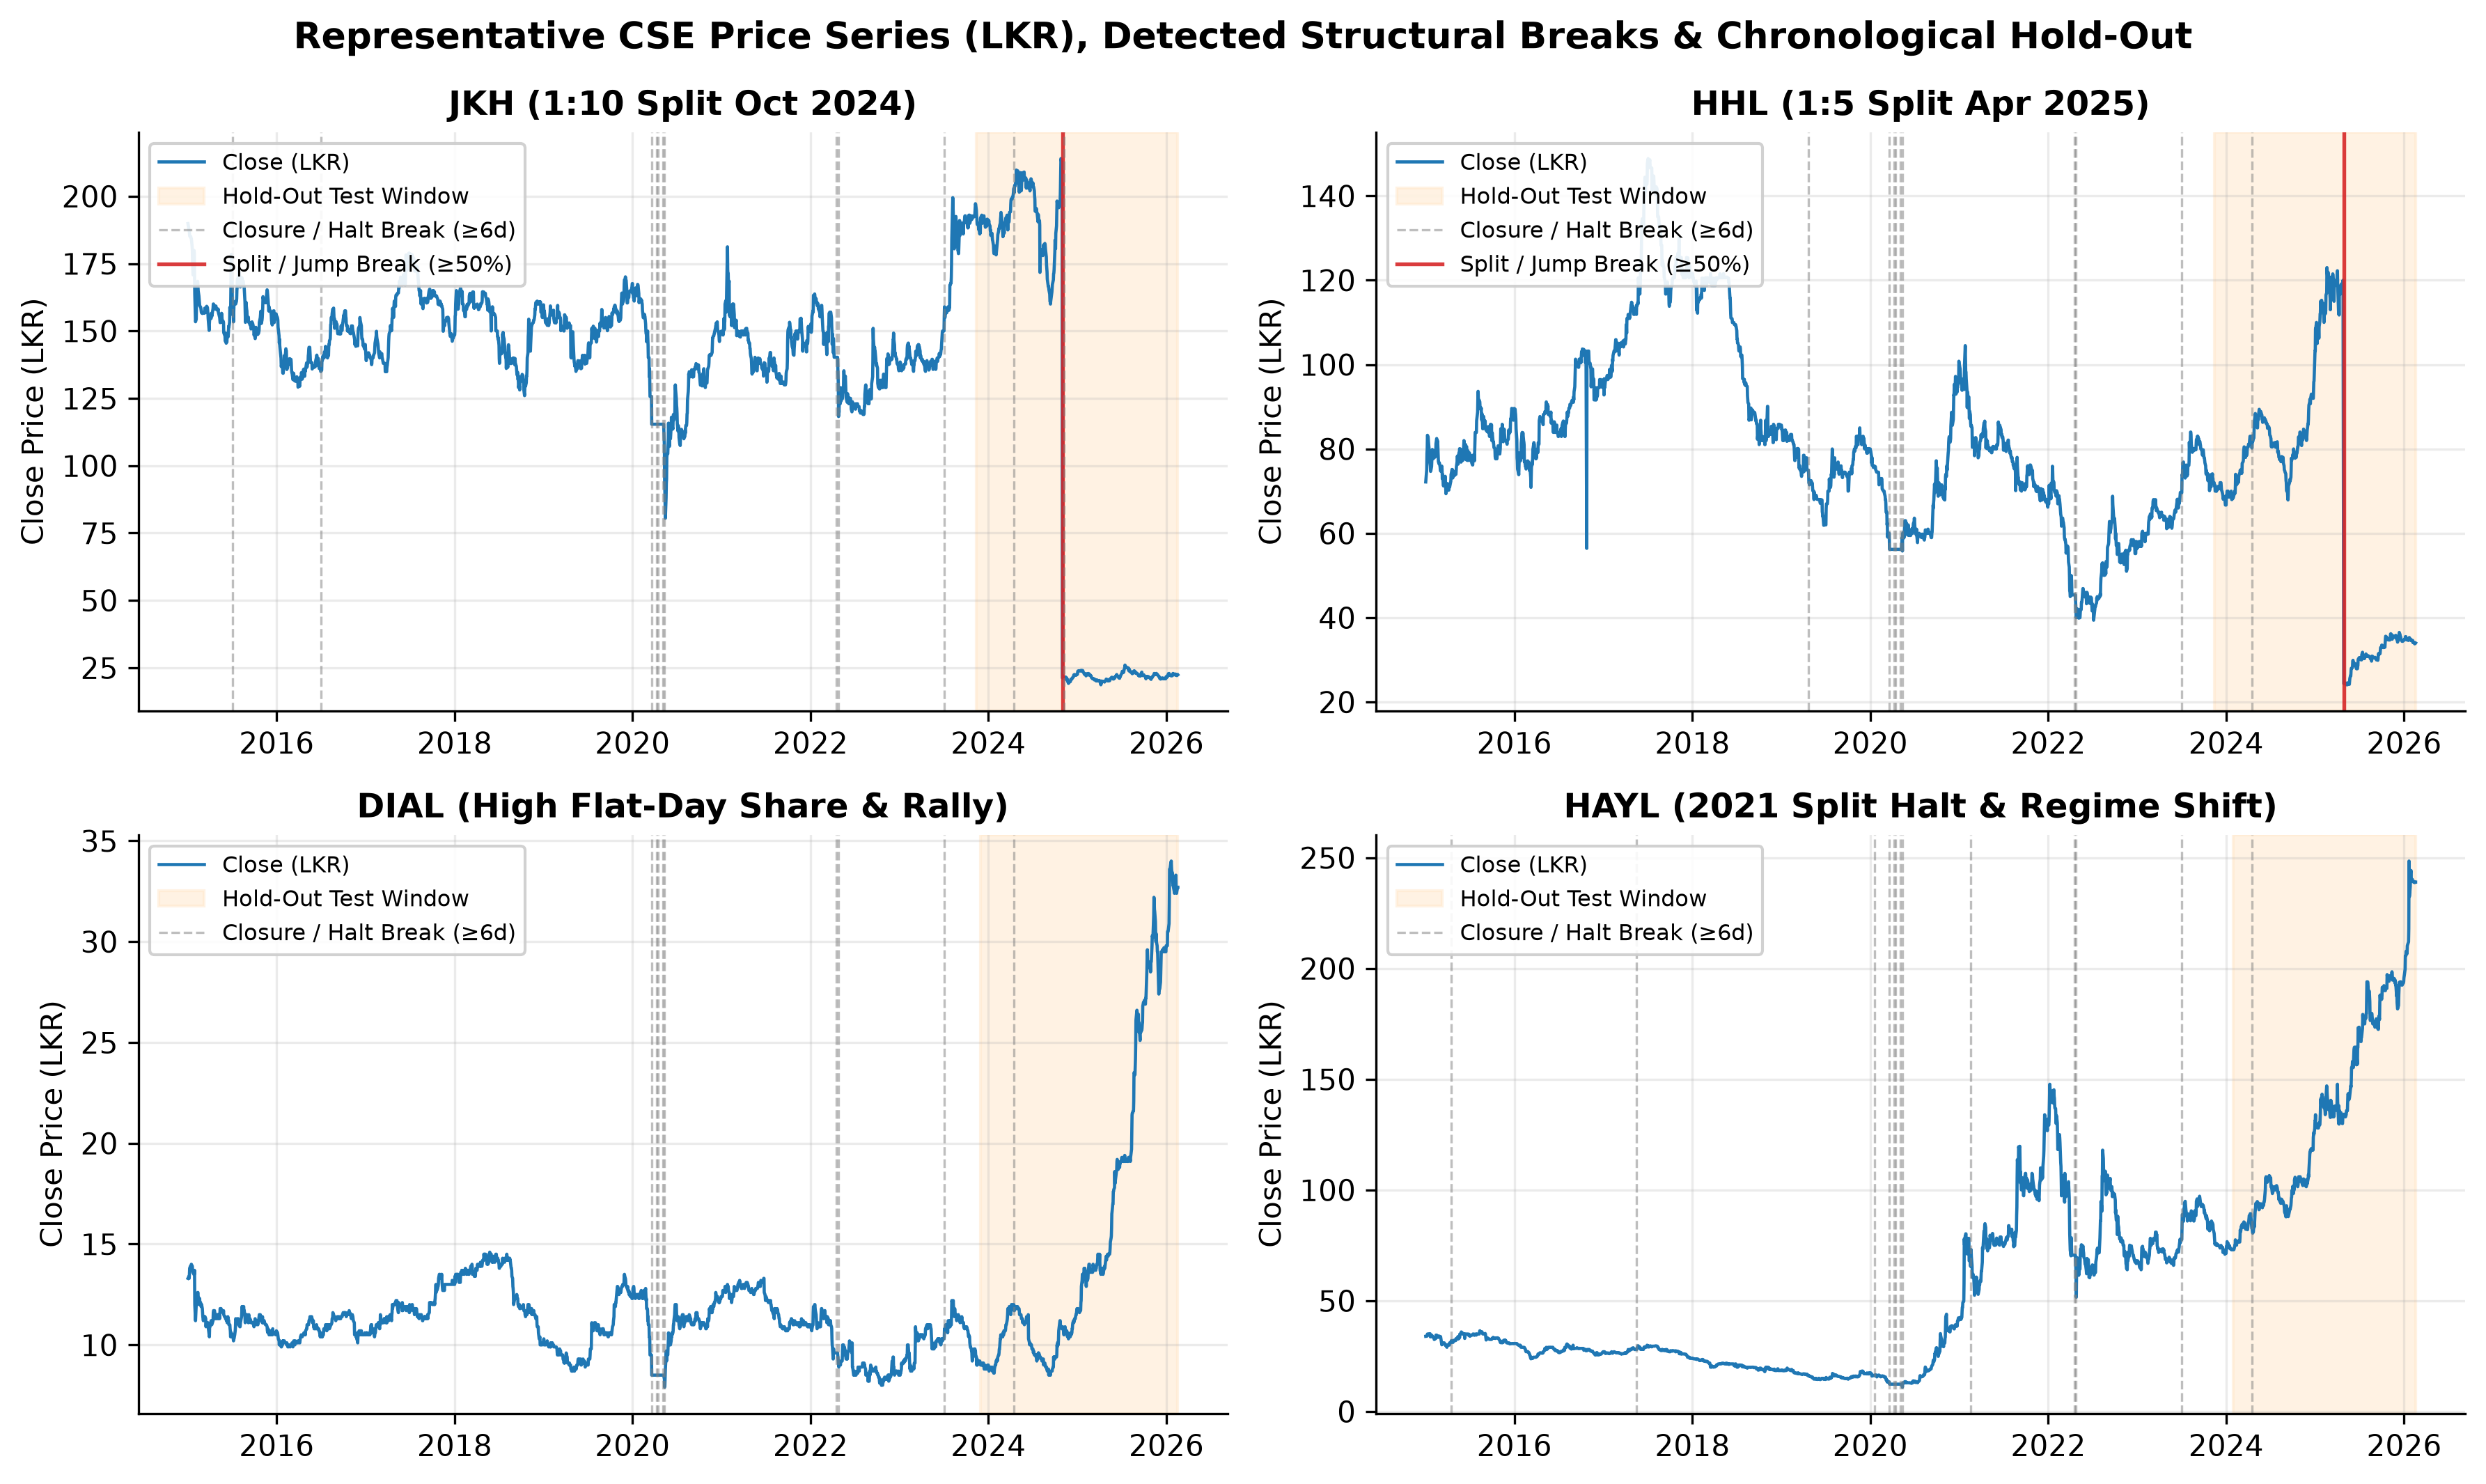 Representative CSE Price Series (LKR), Detected Structural Breaks & Chronological Hold-Out
JKH (1:10 Split Oct 2024)
Close Price (LKR)
200
175
150
125
100
75
50
25
Close (LKR)
Hold-Out Test Window
Closure / Halt Break (≥6d)
Split / Jump Break (≥50%)
2016 2018 2020 2022 2024 2026
HHL (1:5 Split Apr 2025)
Close Price (LKR)
140
120
100
80
60
40
20
Close (LKR)
Hold-Out Test Window
Closure / Halt Break (≥6d)
Split / Jump Break (≥50%)
2016 2018 2020 2022 2024 2026
DIAL (High Flat-Day Share & Rally)
Close Price (LKR)
35
30
25
20
15
10
Close (LKR)
Hold-Out Test Window
Closure / Halt Break (≥6d)
2016 2018 2020 2022 2024 2026
HAYL (2021 Split Halt & Regime Shift)
Close Price (LKR)
250
200
150
100
50
0
Close (LKR)
Hold-Out Test Window
Closure / Halt Break (≥6d)
2016 2018 2020 2022 2024 2026